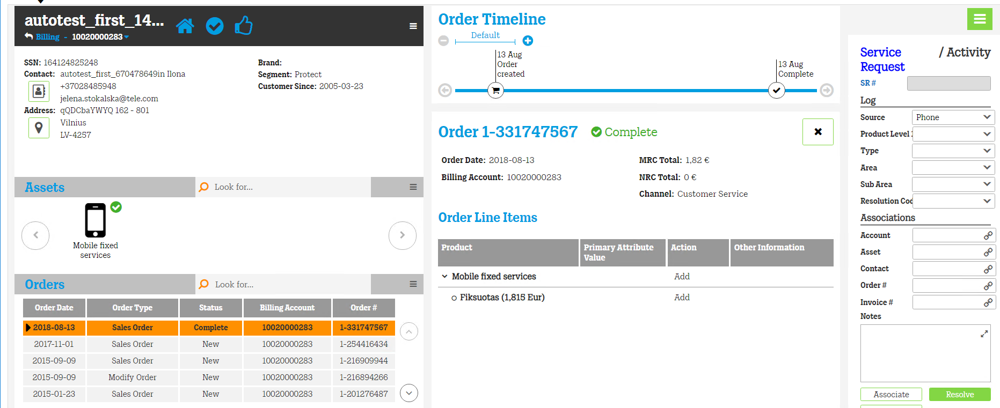 autotest_first_14...
Billing - 10020000283
SSN: 164124825248
Contact: autotest_first_670478649in Ilona
+37028485948
jelena.stokalska@tele.com
Address: qQDCbaYWYQ 162 - 801
Vilnius
LV-4257
Brand:
Segment: Protect
Customer Since: 2005-03-23
Assets
Look for...
Mobile fixed
services
Orders
Look for...
Order Date Order Type Status Billing Account Order #
2018-08-13 Sales Order Complete 10020000283 1-331747567
2017-11-01 Sales Order New 10020000283 1-254416434
2015-09-09 Sales Order New 10020000283 1-216909944
2015-09-09 Modify Order New 10020000283 1-216894266
2015-01-23 Sales Order New 10020000283 1-201276487
Order Timeline
Default
13 Aug
Order
created
13 Aug
Complete
Order 1-331747567 Complete
Order Date: 2018-08-13
Billing Account: 10020000283
MRC Total: 1,82 €
NRC Total: 0 €
Channel: Customer Service
Order Line Items
Product Primary Attribute Value Action Other Information
Mobile fixed services Add
Fiksuotas (1,815 Eur) Add
Service Request / Activity
SR #
Log
Source Phone
Product Level
Type
Area
Sub Area
Resolution Cod
Associations
Account
Asset
Contact
Order #
Invoice #
Notes
Associate Resolve